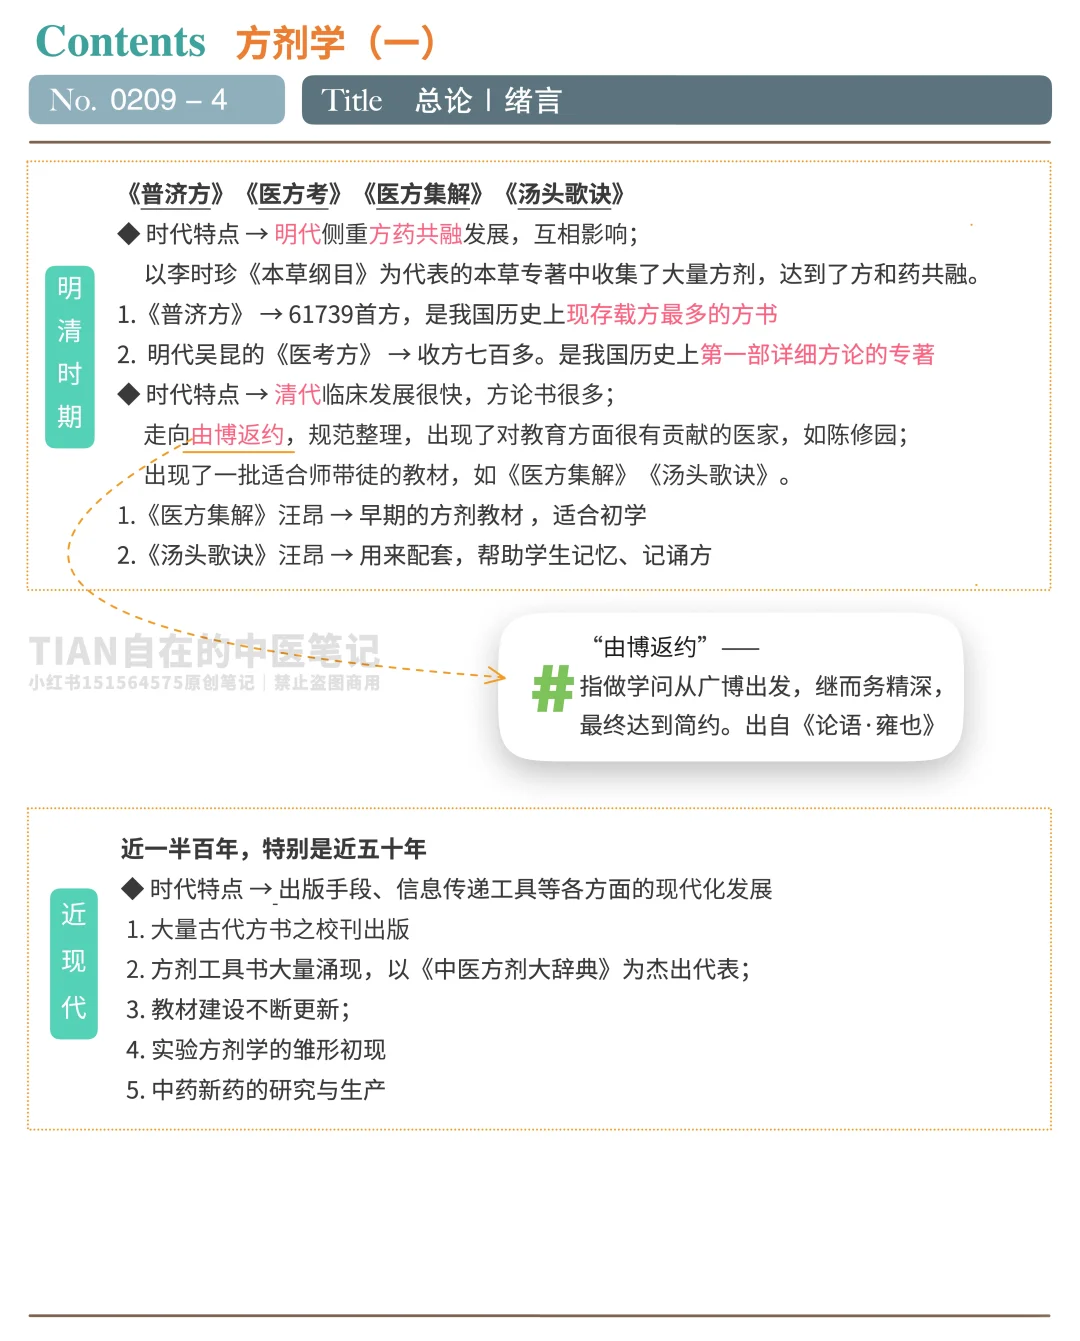 Contents 方剂学（一）
No. 0209 – 4
Title 总论 | 绪言
《普济方》《医方考》《医方集解》《汤头歌诀》
明清时期
◆ 时代特点 → 明代侧重方药共融发展，互相影响；
以李时珍《本草纲目》为代表的本草专著中收集了大量方剂，达到了方和药共融。
1.《普济方》 → 61739首方，是我国历史上现存载方最多的方书
2. 明代吴昆的《医考方》 → 收方七百多。是我国历史上第一部详细方论的专著
◆ 时代特点 → 清代临床发展很快，方论书很多；
走向由博返约，规范整理，出现了对教育方面很有贡献的医家，如陈修园；
出现了一批适合师带徒的教材，如《医方集解》《汤头歌诀》。
1.《医方集解》汪昂 → 早期的方剂教材 ，适合初学
2.《汤头歌诀》汪昂 → 用来配套，帮助学生记忆、记诵方
TIAN自在的中医笔记
小红书151564575原创笔记｜禁止盗图商用
“由博返约” ——
# 指做学问从广博出发，继而务精深，
最终达到简约。出自《论语·雍也》
近现代
近一半百年，特别是近五十年
◆ 时代特点 → 出版手段、信息传递工具等各方面的现代化发展
1. 大量古代方书之校刊出版
2. 方剂工具书大量涌现，以《中医方剂大辞典》为杰出代表；
3. 教材建设不断更新；
4. 实验方剂学的雏形初现
5. 中药新药的研究与生产